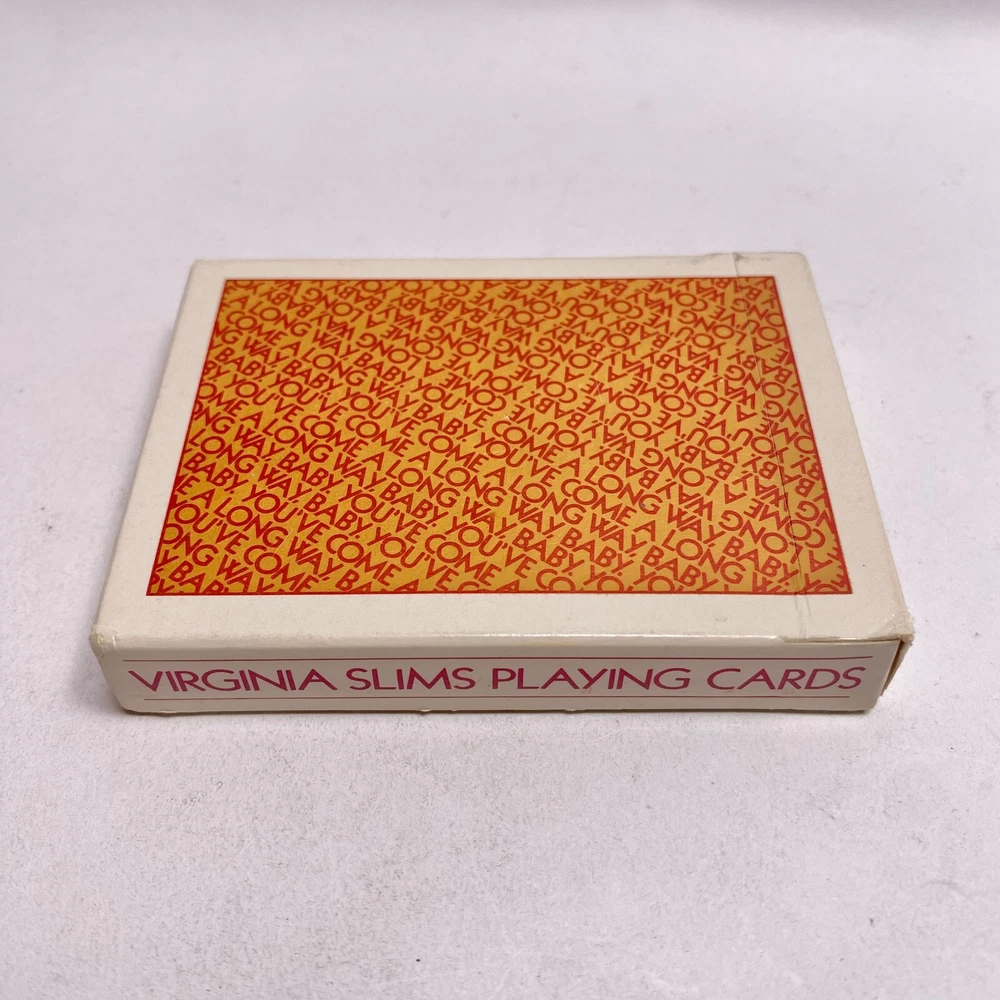 YOU'VE COME A LONG WAY BABY.
VIRGINIA SLIMS PLAYING CARDS